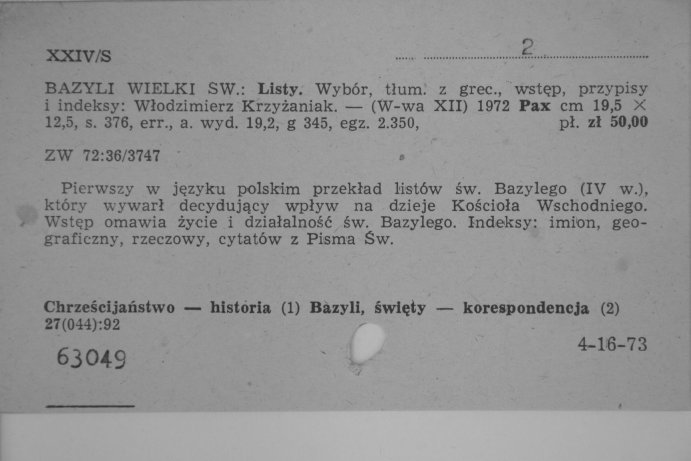 XXIV/S
2
BAZYLI WIELKI SW.: Listy. Wybór, tłum. z grec., wstęp, przypisy
i indeksy: Włodzimierz Krzyżaniak. — (W-wa XII) 1972 Pax cm 19,5 ×
12,5, s. 376, err., a. wyd. 19,2, g 345, egz. 2.350, pł. zł 50,00
ZW 72:36/3747
Pierwszy w języku polskim przekład listów św. Bazylego (IV w.),
który wywarł decydujący wpływ na dzieje Kościoła Wschodniego.
Wstęp omawia życie i działalność św. Bazylego. Indeksy: imion, geo-
graficzny, rzeczowy, cytatów z Pisma Św.
Chrześcijaństwo — historia (1) Bazyli, święty — korespondencja (2)
27(044):92
63049
4-16-73